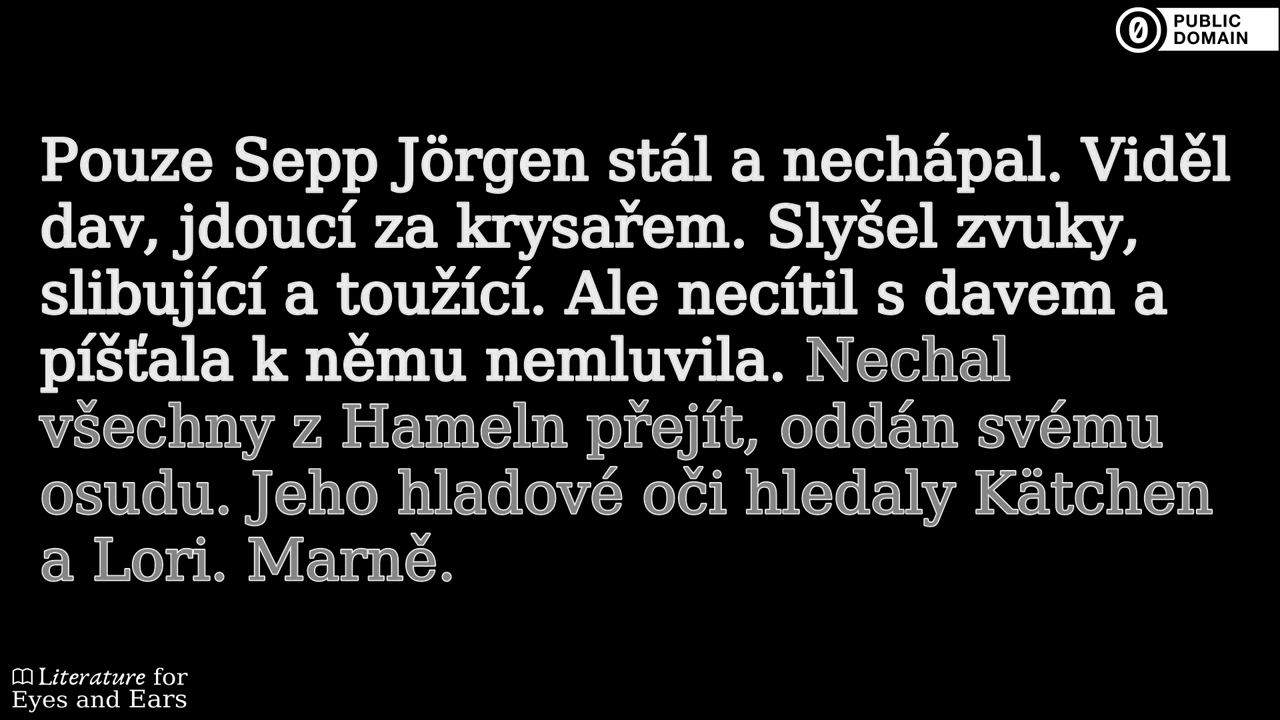 PUBLIC
DOMAIN
Pouze Sepp Jörgen stál a nechápal. Viděl
dav, jdoucí za krysařem. Slyšel zvuky,
slibující a toužící. Ale necítil s davem a
píšťala k němu nemluvila. Nechal
všechny z Hameln přejít, oddán svému
osudu. Jeho hladové oči hledaly Kätchen
a Lori. Marně.
Literature for
Eyes and Ears